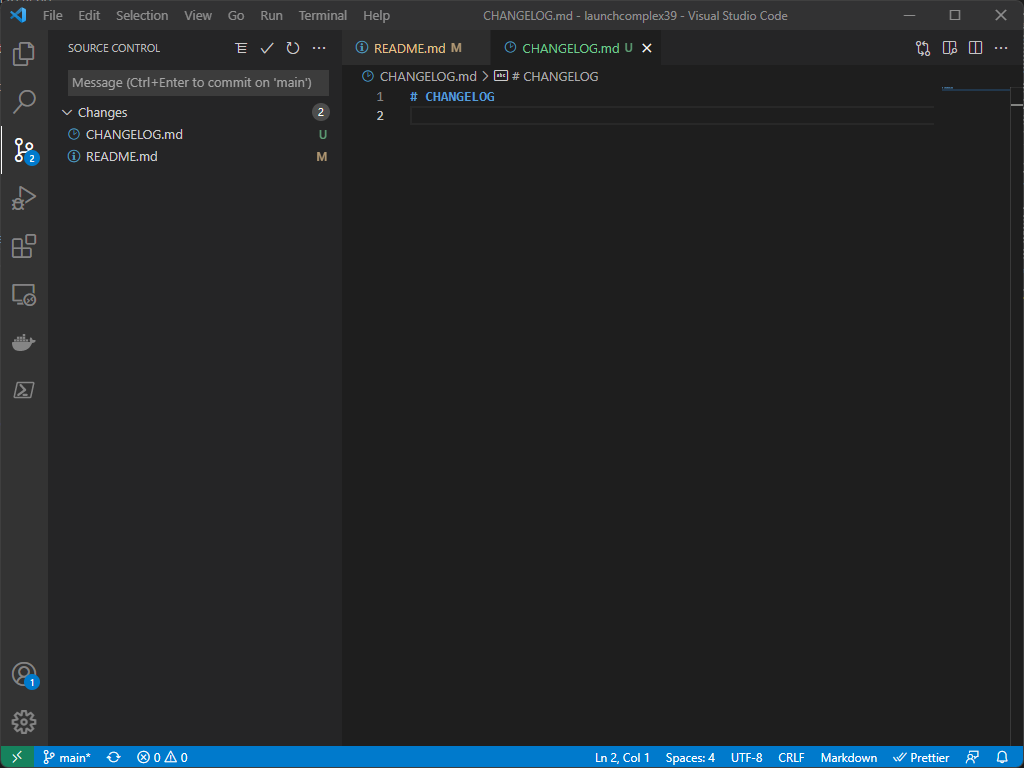 File Edit Selection View Go Run Terminal Help CHANGELOG.md - launchcomplex39 - Visual Studio Code
SOURCE CONTROL
README.md M CHANGELOG.md U
Message (Ctrl+Enter to commit on 'main')
CHANGELOG.md > # CHANGELOG
Changes 2
CHANGELOG.md U
README.md M
1 # CHANGELOG
2
2
1
main* 0 0 Ln 2, Col 1 Spaces: 4 UTF-8 CRLF Markdown Prettier